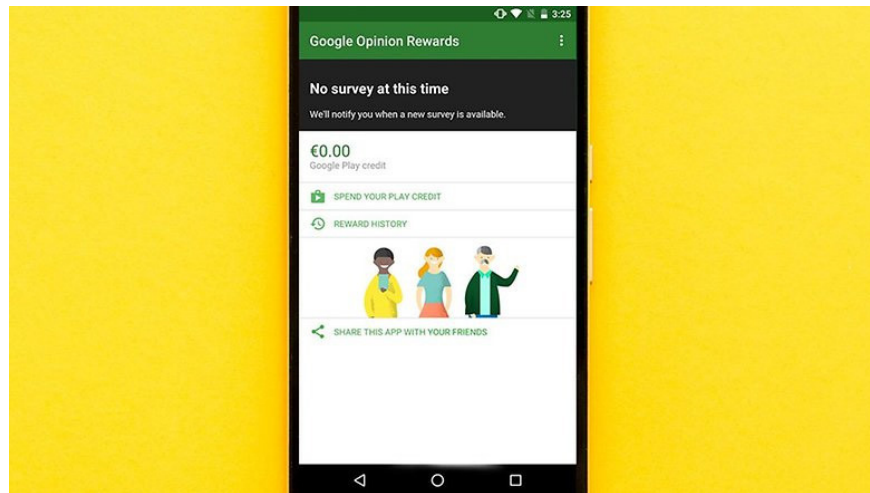 3:25
Google Opinion Rewards
No survey at this time
We'll notify you when a new survey is available.
€0.00
Google Play credit
SPEND YOUR PLAY CREDIT
REWARD HISTORY
SHARE THIS APP WITH YOUR FRIENDS